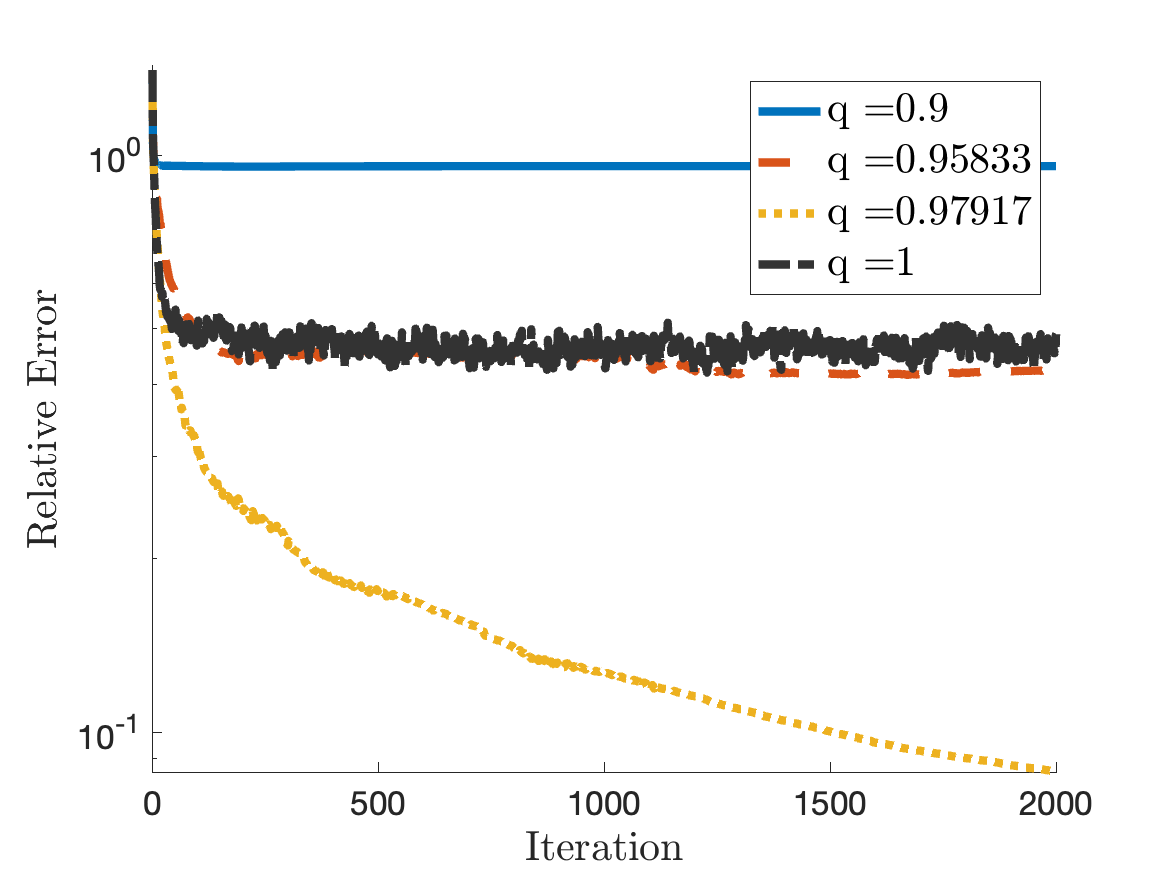 10^0
10^-1
Relative Error
q =0.9
q =0.95833
q =0.97917
q =1
0 500 1000 1500 2000
Iteration